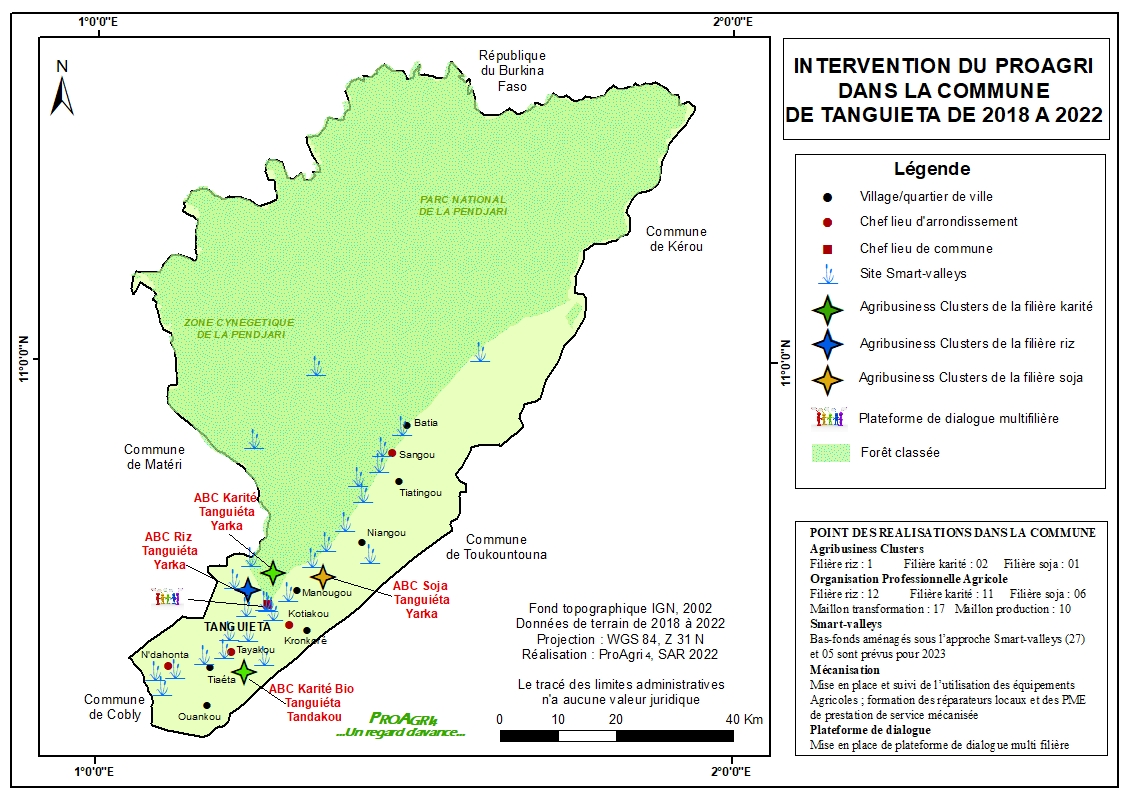 1°0'0"E
2°0'0"E
N
République
du Burkina
Faso
INTERVENTION DU PROAGRI
DANS LA COMMUNE
DE TANGUIETA DE 2018 A 2022
Légende
Village/quartier de ville
Chef lieu d'arrondissement
Chef lieu de commune
Site Smart-valleys
Agribusiness Clusters de la filière karité
Agribusiness Clusters de la filière riz
Agribusiness Clusters de la filière soja
Plateforme de dialogue multifilière
Forêt classée
PARC NATIONAL
DE LA PENDJARI
Commune
de Kérou
ZONE CYNEGETIQUE
DE LA PENDJARI
11°0'0"N
11°0'0"N
Batia
Commune
de Matéri
Sangou
Tiatingou
ABC Karité
Tanguiéta
Yarka
Niangou
ABC Riz
Tanguiéta
Yarka
Commune
de Toukountouna
Manougou
ABC Soja
Tanguiéta
Yarka
Kotiakou
TANGUIETA
Kronkoré
N'dahonta
Tayakou
Tiaéta
ABC Karité Bio
Tanguiéta
Tandakou
Commune
de Cobly
Ouankou
PROAGRI4
...Un regard d'avance...
Fond topographique IGN, 2002
Données de terrain de 2018 à 2022
Projection : WGS 84, Z 31 N
Réalisation : ProAgri 4, SAR 2022
Le tracé des limites administratives
n'a aucune valeur juridique
0 10 20 40 Km
POINT DES REALISATIONS DANS LA COMMUNE
Agribusiness Clusters
Filière riz : 1 Filière karité : 02 Filière soja : 01
Organisation Professionnelle Agricole
Filière riz : 12 Filière karité : 11 Filière soja : 06
Maillon transformation : 17 Maillon production : 10
Smart-valleys
Bas-fonds aménagés sous l'approche Smart-valleys (27)
et 05 sont prévus pour 2023
Mécanisation
Mise en place et suivi de l'utilisation des équipements
Agricoles ; formation des réparateurs locaux et des PME
de prestation de service mécanisée
Plateforme de dialogue
Mise en place de plateforme de dialogue multi filière
1°0'0"E
2°0'0"E